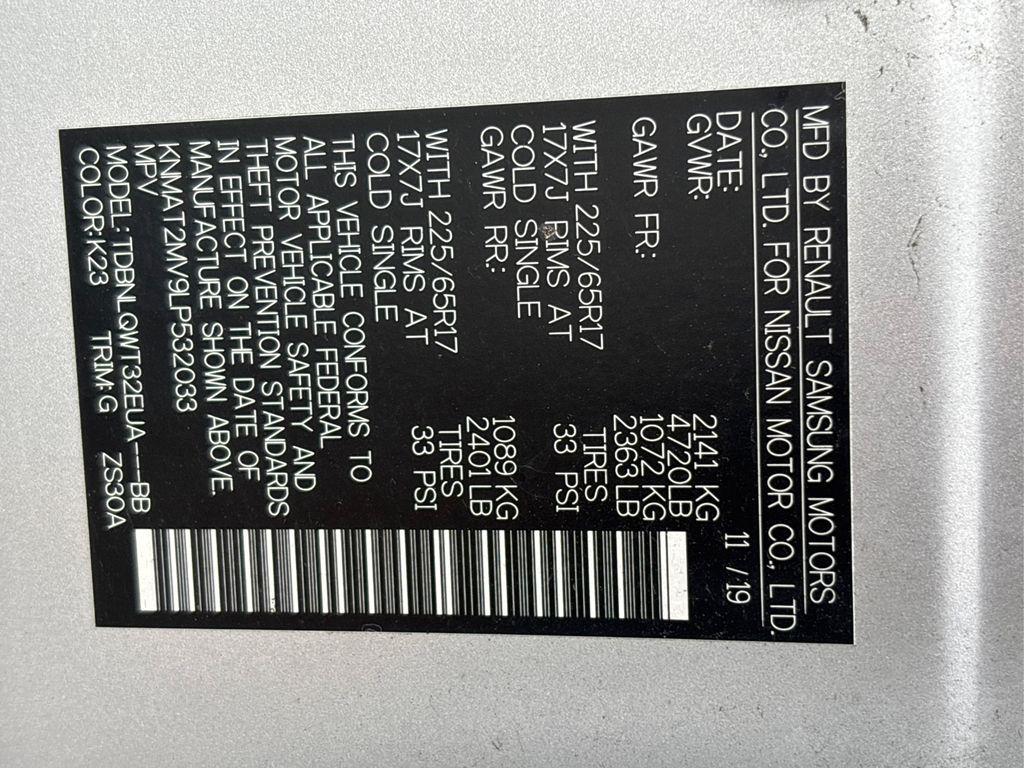 MFD BY RENAULT SAMSUNG MOTORS
CO., LTD. FOR NISSAN MOTOR CO., LTD.
DATE: 11 /19
GVWR: 2141 KG
4720LB
GAWR FR: 1072 KG
2363 LB
WITH 225/65R17 TIRES
17X7J RIMS AT 33 PSI
COLD SINGLE
GAWR RR: 1089 KG
2401 LB
WITH 225/65R17 TIRES
17X7J RIMS AT 33 PSI
COLD SINGLE
THIS VEHICLE CONFORMS TO
ALL APPLICABLE FEDERAL
MOTOR VEHICLE SAFETY AND
THEFT PREVENTION STANDARDS
IN EFFECT ON THE DATE OF
MANUFACTURE SHOWN ABOVE.
KNMAT2MV9LP532033
MPV
MODEL: TDBNLQWT32EUA---BB
COLOR:K23 TRIM:G ZS30A